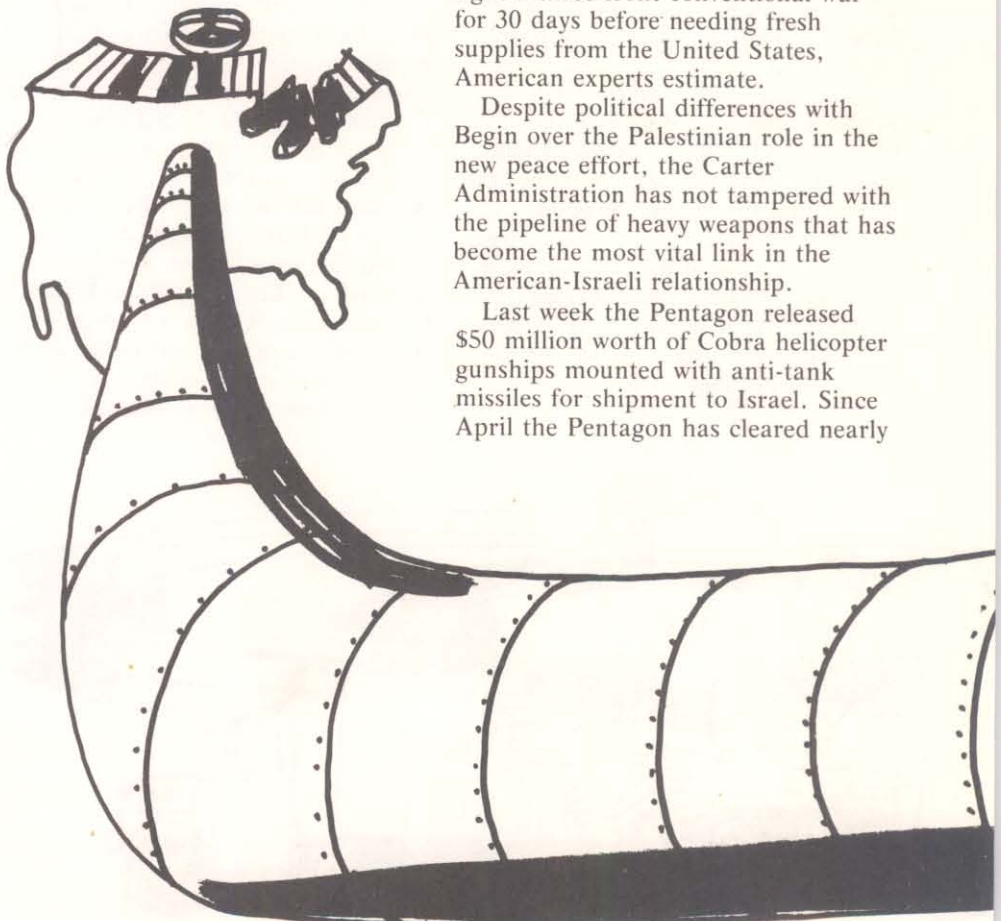 for 30 days before needing fresh
supplies from the United States,
American experts estimate.
Despite political differences with
Begin over the Palestinian role in the
new peace effort, the Carter
Administration has not tampered with
the pipeline of heavy weapons that has
become the most vital link in the
American-Israeli relationship.
Last week the Pentagon released
$50 million worth of Cobra helicopter
gunships mounted with anti-tank
missiles for shipment to Israel. Since
April the Pentagon has cleared nearly